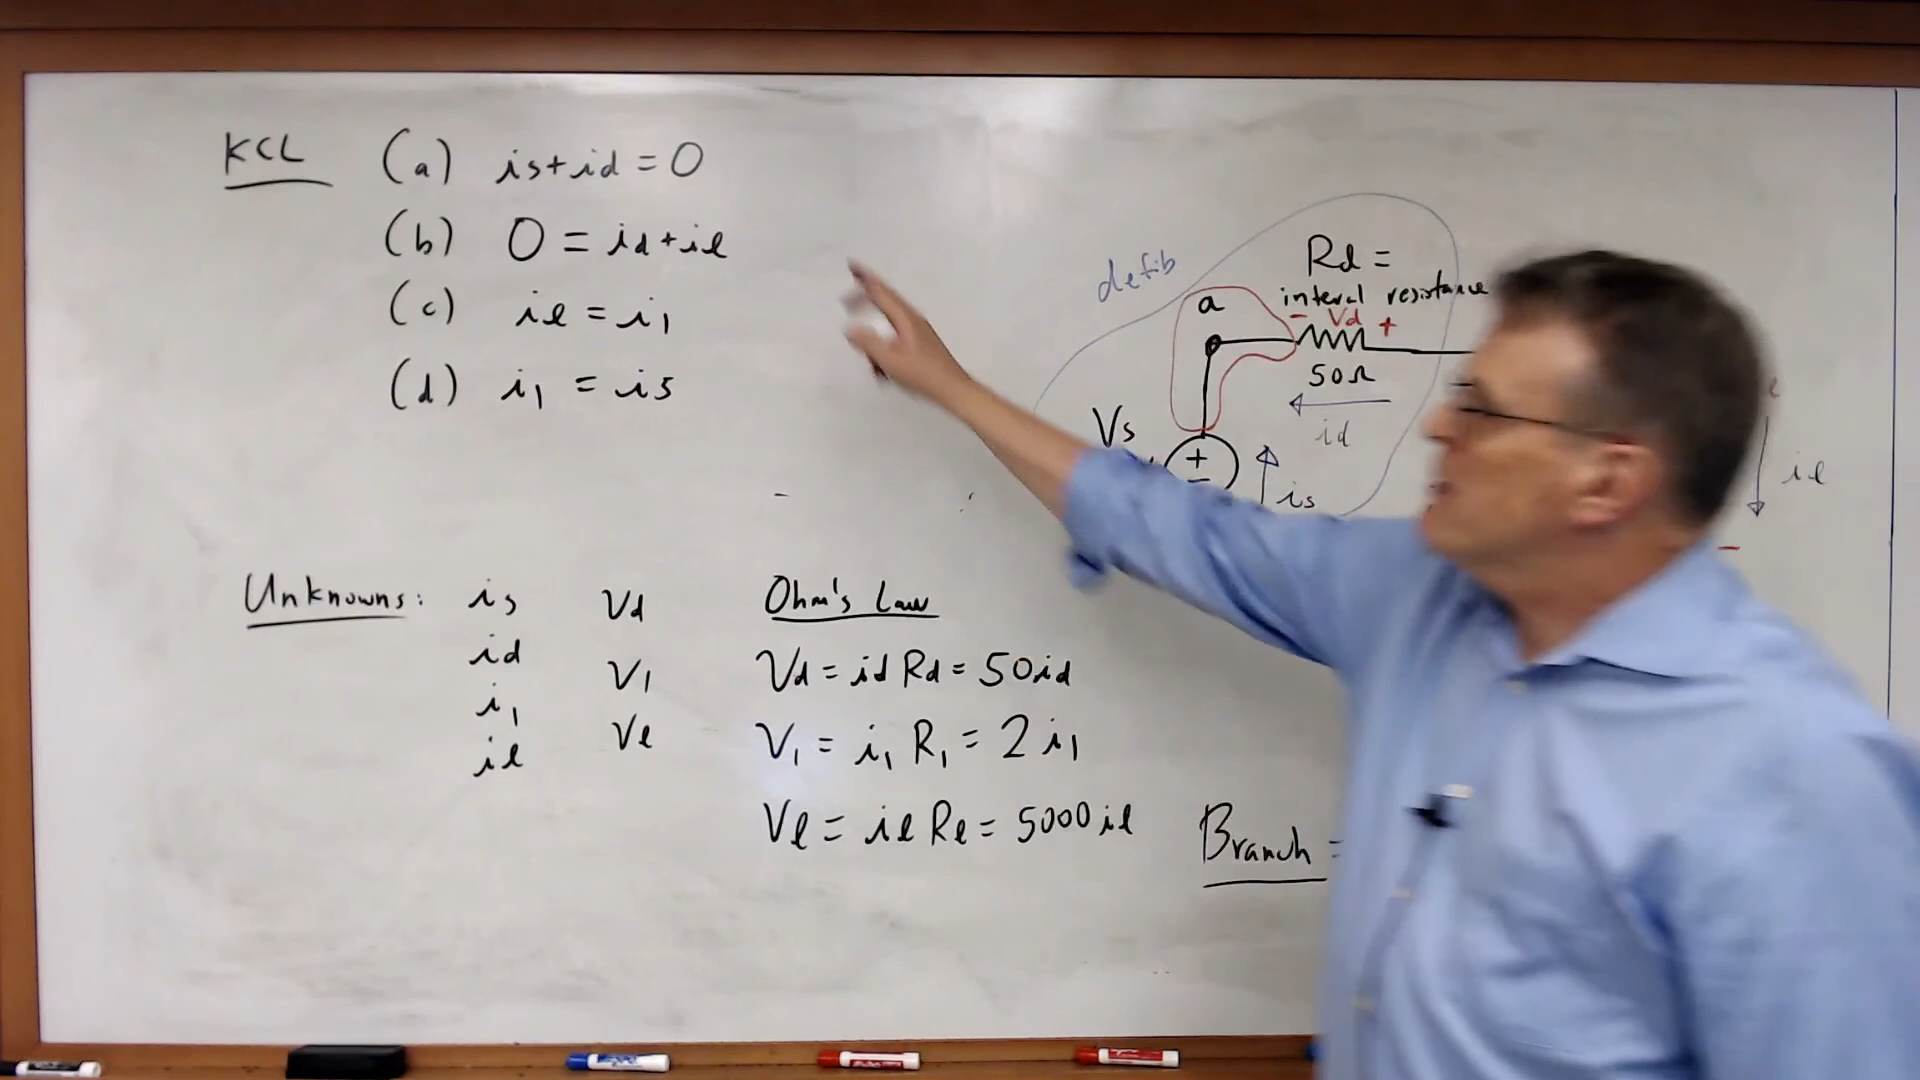 KCL (a) is + id = 0
(b) 0 = id + il
(c) il = i1
(d) i1 = is
Unknowns: is Vd
id V1
i1 Vl
il
Ohm's Law
Vd = id Rd = 50id
V1 = i1 R1 = 2 i1
Vl = il Rl = 5000 il
Branch =
defib
Rd =
interal resistance
a
- Vd +
50Ω
id
Vs
+
-
is
il
-